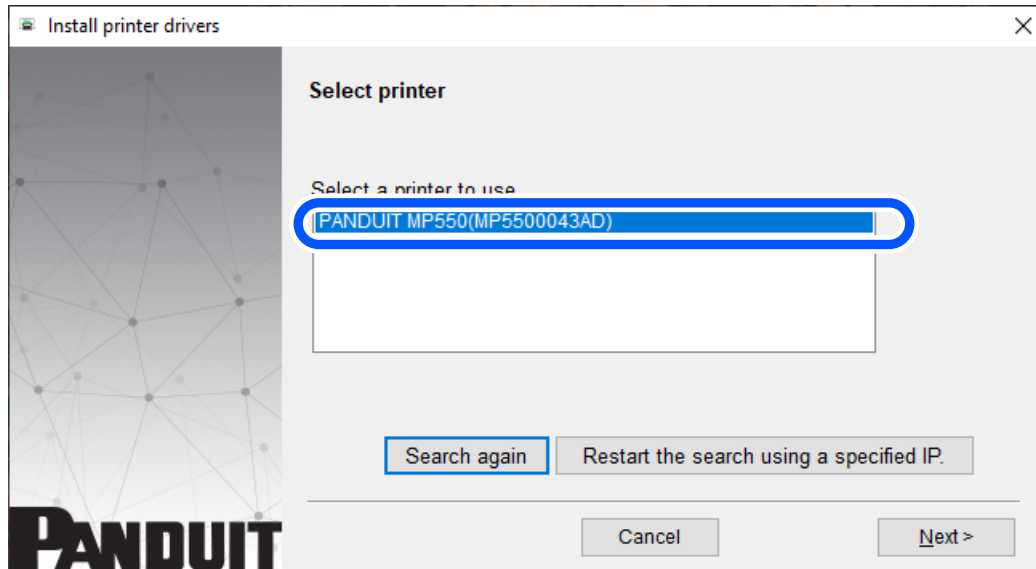 Install printer drivers
Select printer
Select a printer to use
PANDUIT MP550(MP5500043AD)
Search again
Restart the search using a specified IP.
PANDUIT
Cancel
Next >